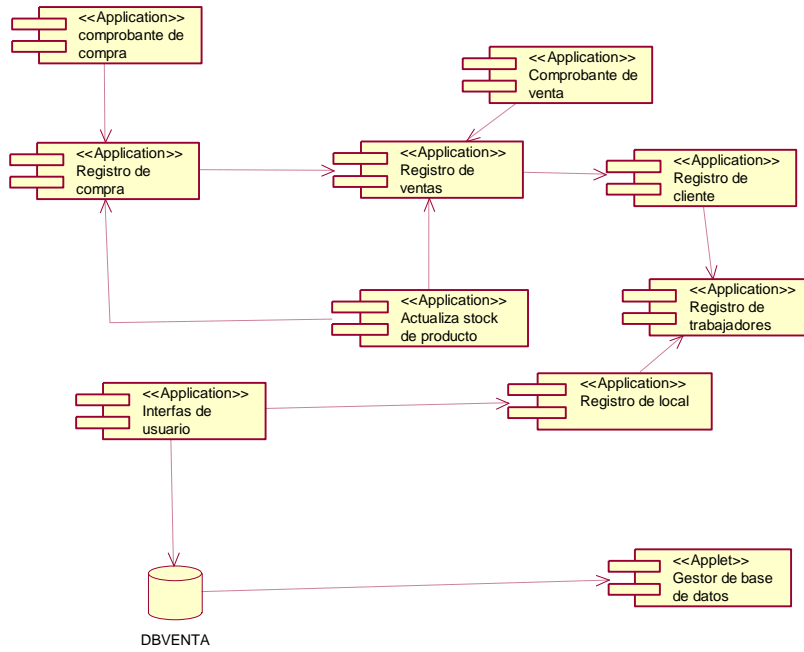 <<Application>>
comprobante de
compra
<<Application>>
Comprobante de
venta
<<Application>>
Registro de
compra
<<Application>>
Registro de
ventas
<<Application>>
Registro de
cliente
<<Application>>
Registro de
trabajadores
<<Application>>
Actualiza stock
de producto
<<Application>>
Interfas de
usuario
<<Application>>
Registro de local
<<Applet>>
Gestor de base
de datos
DBVENTA